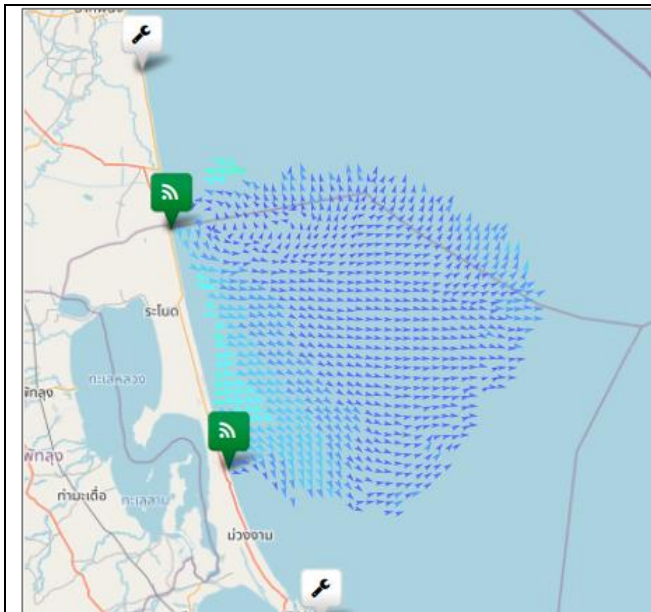 ระโนด
ทะเลหลวง
พัทลุง
พัทลุง
ท่ามะเดื่อ
ทะเลสาบ
ม่วงงาม